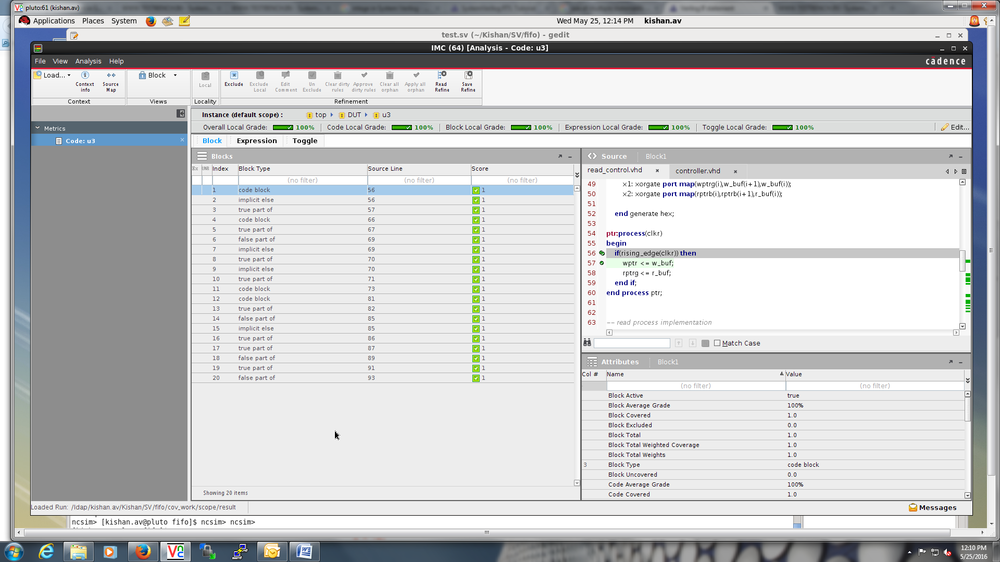 pluto:61 (kishan.av)
Applications Places System Wed May 25, 12:14 PM kishan.av
test.sv (~/Kishan/SV/fifo) - gedit
IMC (64) [Analysis - Code: u3]
File View Analysis Help cādence
Load... Context info Source Map Block Local Exclude Exclude Local Edit Comment Un Exclude Clear dirty rules Approve dirty rules Clear all orphan Apply all orphan Read Refine Save Refine
Context Views Locality Refinement
Instance (default scope) : top DUT u3
Overall Local Grade: 100% Code Local Grade: 100% Block Local Grade: 100% Expression Local Grade: 100% Toggle Local Grade: 100% Edit...
Metrics
Code: u3
Block Expression Toggle
Blocks
Ex UNR Index Block Type Source Line Score
(no filter) (no filter) (no filter)
1 code block 56 1
2 implicit else 56 1
3 true part of 57 1
4 code block 66 1
5 true part of 67 1
6 false part of 69 1
7 implicit else 69 1
8 true part of 70 1
9 implicit else 70 1
10 true part of 71 1
11 code block 73 1
12 code block 81 1
13 true part of 82 1
14 false part of 85 1
15 implicit else 85 1
16 true part of 86 1
17 true part of 87 1
18 false part of 89 1
19 true part of 91 1
20 false part of 93 1
Showing 20 items
Source Block1
read_control.vhd controller.vhd
49 x1: xorgate port map(wptrg(i),w_buf(i+1),w_buf(i));
50 x2: xorgate port map(rptrb(i),rptrb(i+1),r_buf(i));
51
52 end generate hex;
53
54 ptr:process(clkr)
55 begin
56 if(rising_edge(clkr)) then
57 wptr <= w_buf;
58 rptrg <= r_buf;
59 end if;
60 end process ptr;
61
62
63 -- read process implementation
Match Case
Attributes Block1
Col # Name Value
(no filter) (no filter)
Block Active true
Block Average Grade 100%
Block Covered 1.0
Block Excluded 0.0
Block Total 1.0
Block Total Weighted Coverage 1.0
Block Total Weights 1.0
3 Block Type code block
Block Uncovered 0.0
Code Average Grade 100%
Code Covered 1.0
Loaded Run: /ldap/kishan.av/Kishan/SV/fifo/cov_work/scope/result
Messages
ncsim> [kishan.av@pluto fifo]$ ncsim> ncsim>
12:10 PM
5/25/2016